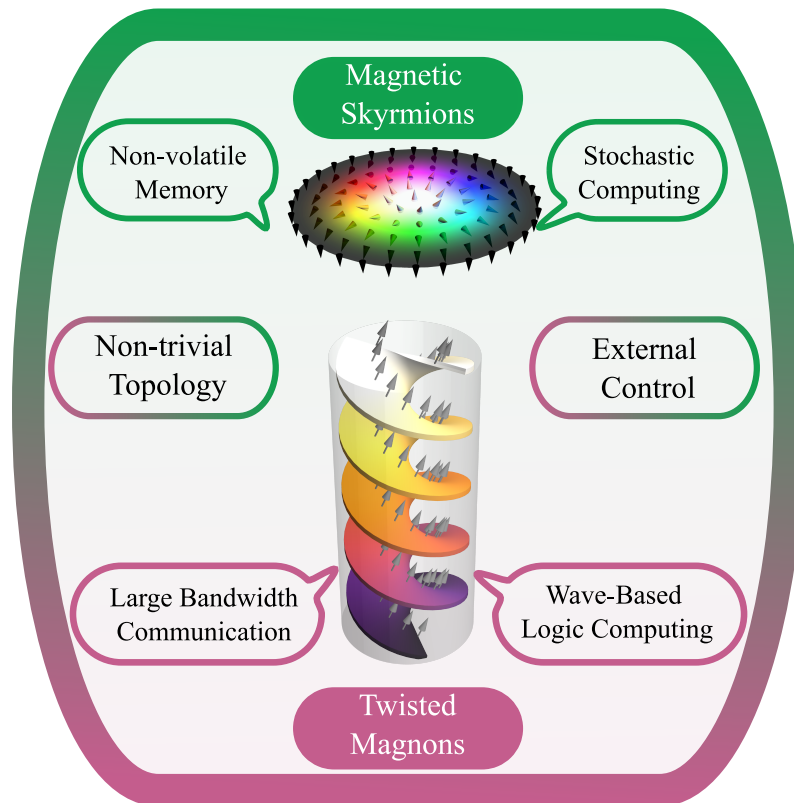 Magnetic
Skyrmions
Non-volatile
Memory
Stochastic
Computing
Non-trivial
Topology
External
Control
Large Bandwidth
Communication
Wave-Based
Logic Computing
Twisted
Magnons